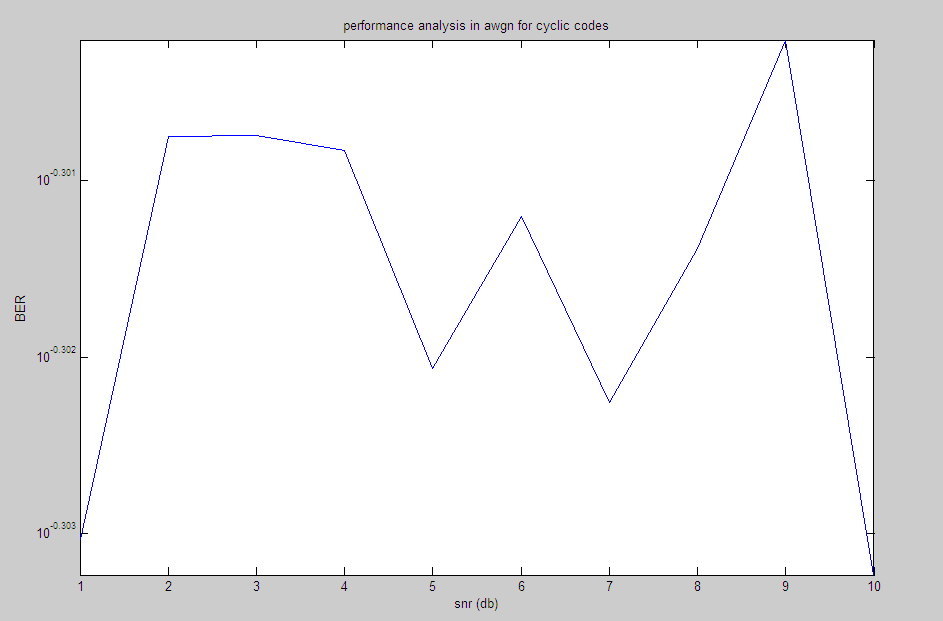 performance analysis in awgn for cyclic codes
10^-0.301
10^-0.302
10^-0.303
BER
1 2 3 4 5 6 7 8 9 10
snr (db)